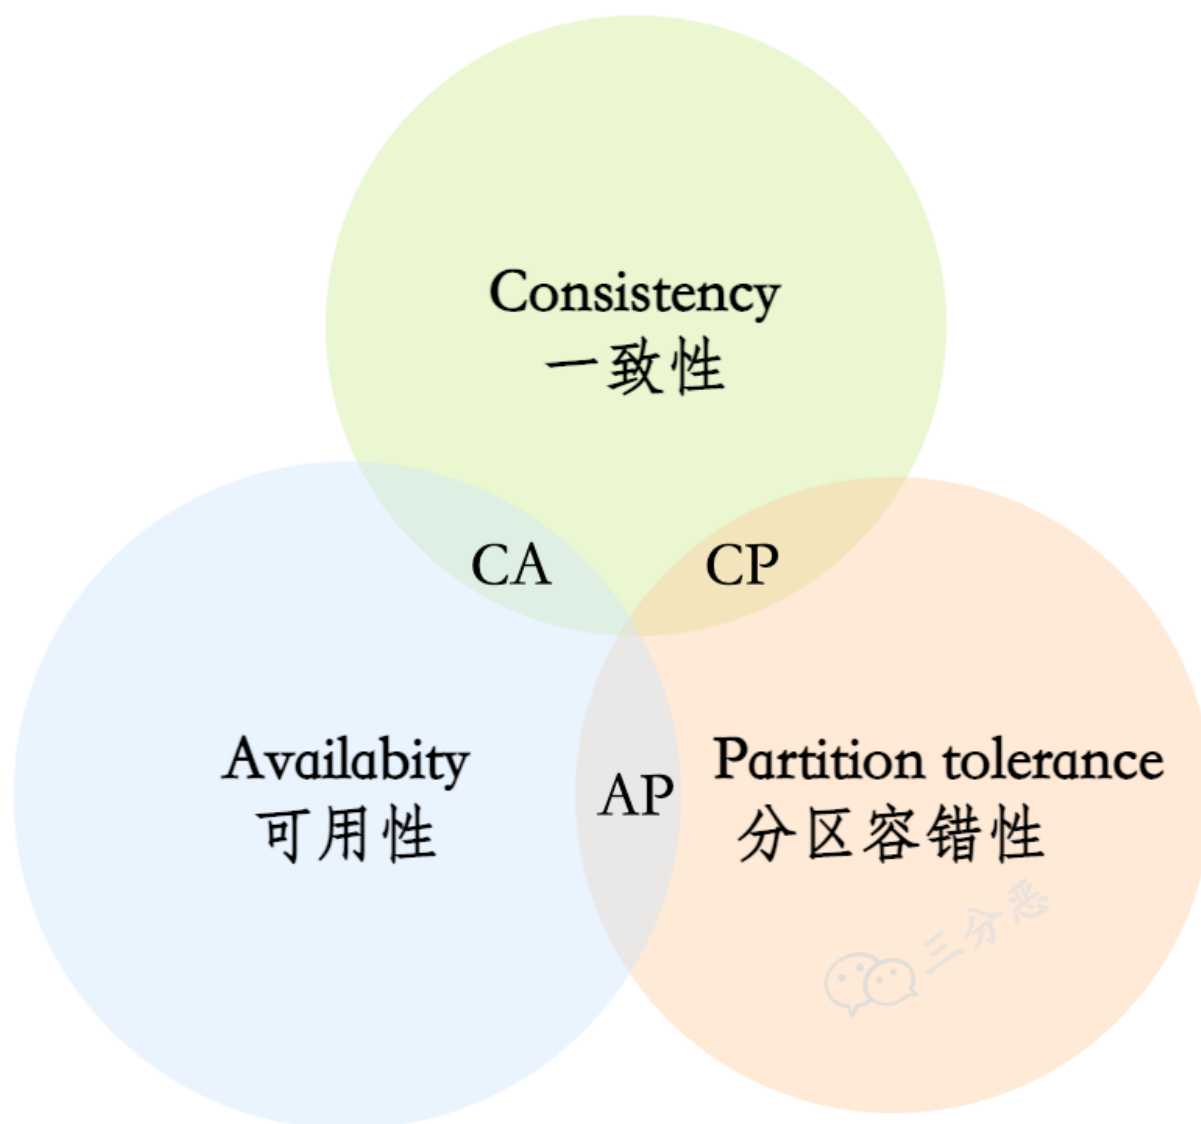 Consistency
一致性
CA
CP
Availabity
可用性
AP
Partition tolerance
分区容错性
三分恶